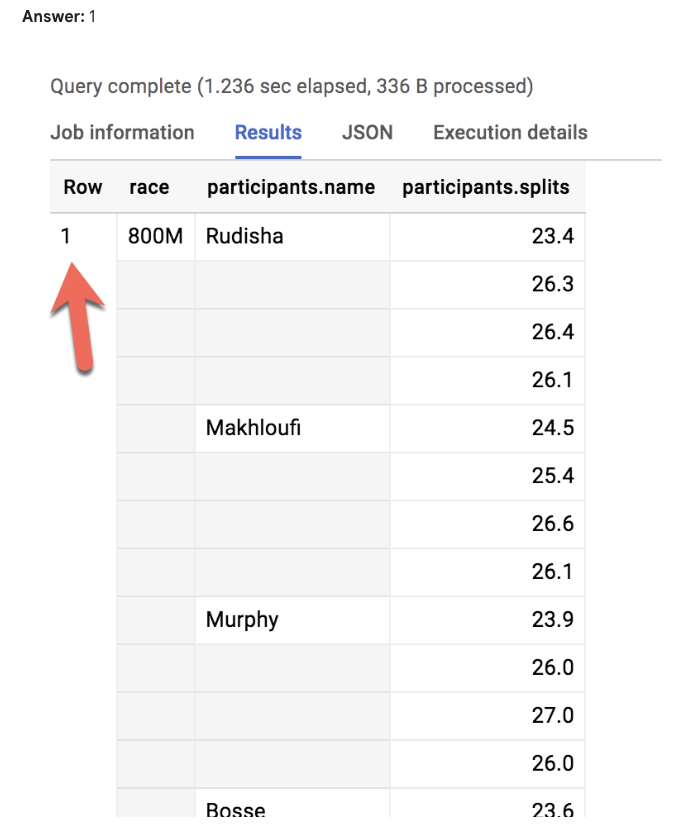 Answer: 1
Query complete (1.236 sec elapsed, 336 B processed)
Job information Results JSON Execution details
Row race participants.name participants.splits
1 800M Rudisha 23.4
26.3
26.4
26.1
Makhloufi 24.5
25.4
26.6
26.1
Murphy 23.9
26.0
27.0
26.0
Bosse 23.6